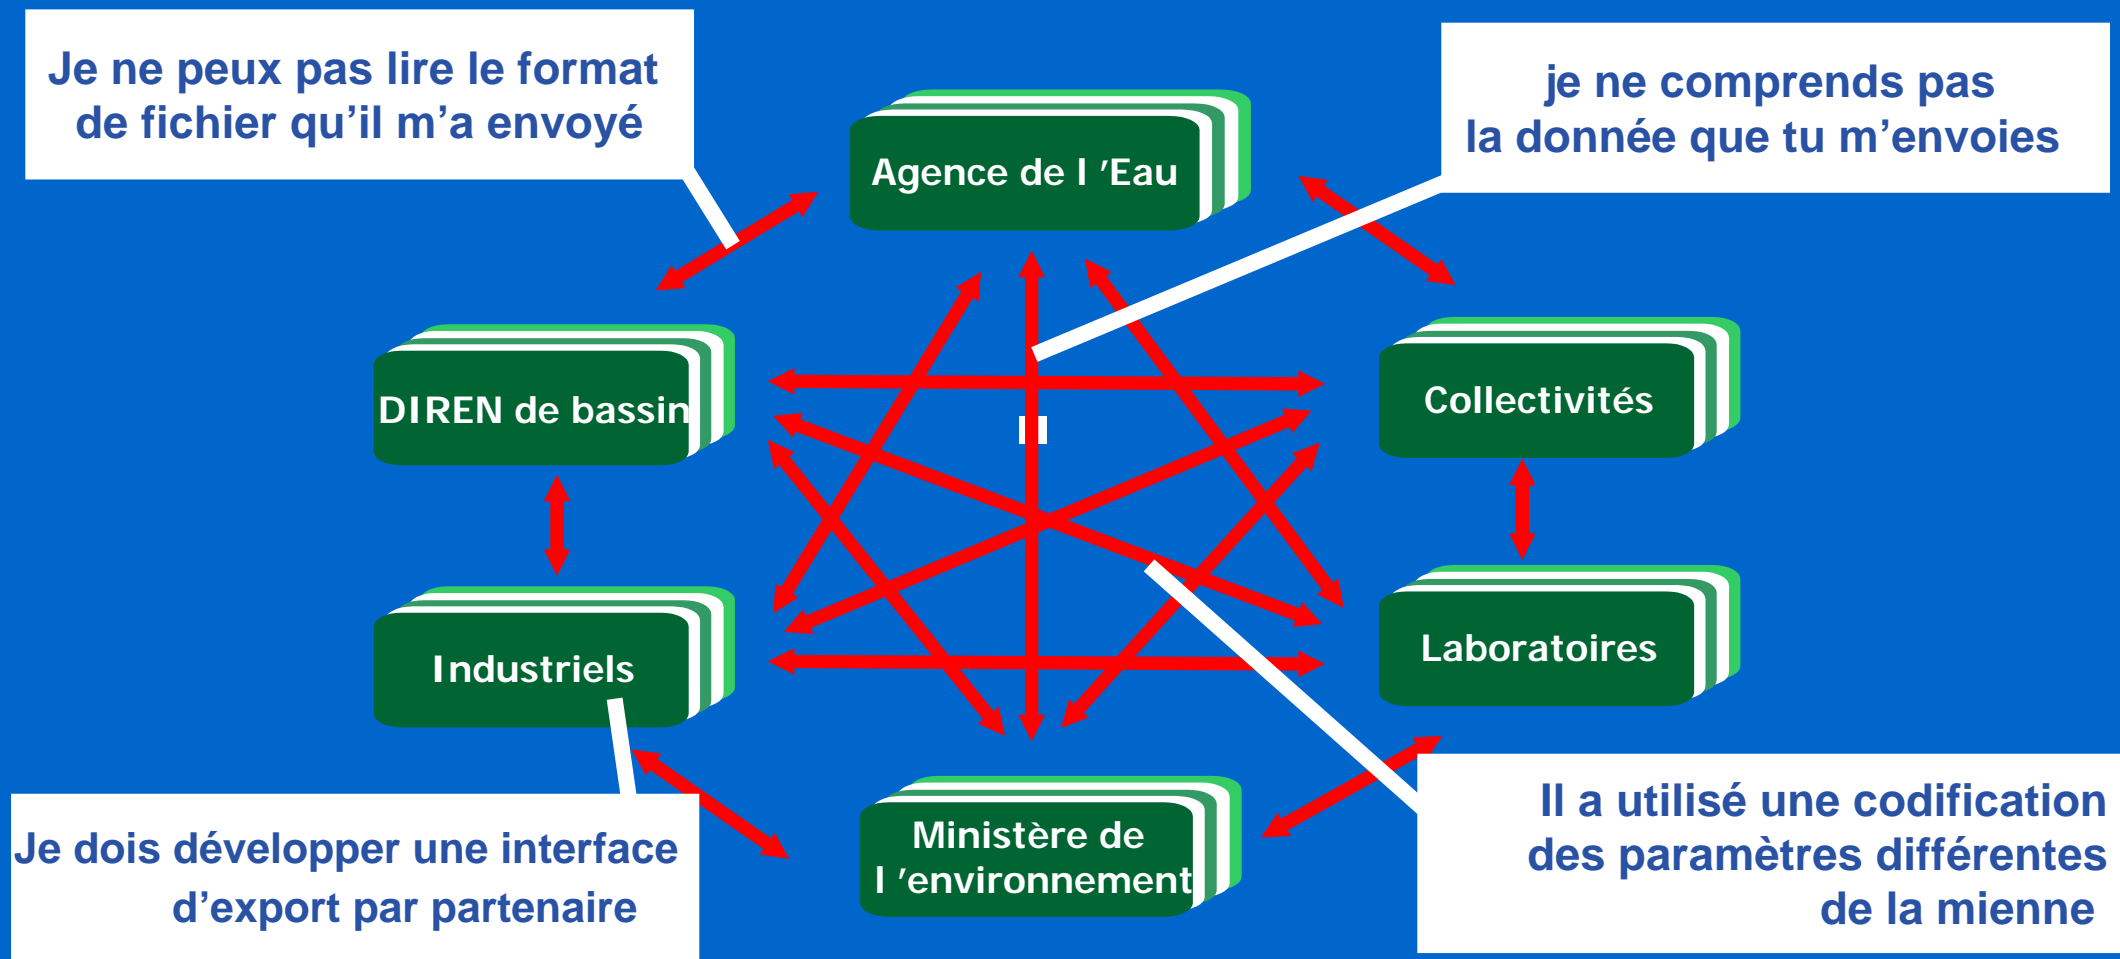 Je ne peux pas lire le format
de fichier qu’il m’a envoyé
je ne comprends pas
la donnée que tu m’envoies
Agence de l ’Eau
DIREN de bassin
Collectivités
Industriels
Laboratoires
Ministère de
l ’environnement
Je dois développer une interface
d’export par partenaire
Il a utilisé une codification
des paramètres différentes
de la mienne